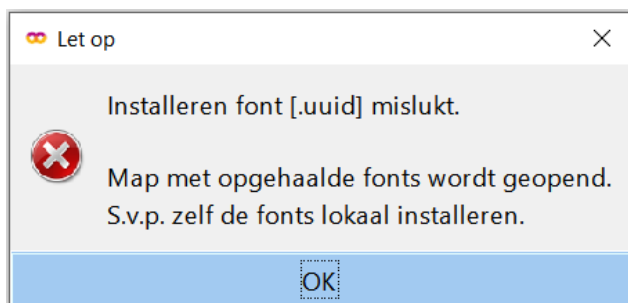 Let op
Installeren font [.uuid] mislukt.
Map met opgehaalde fonts wordt geopend.
S.v.p. zelf de fonts lokaal installeren.
OK